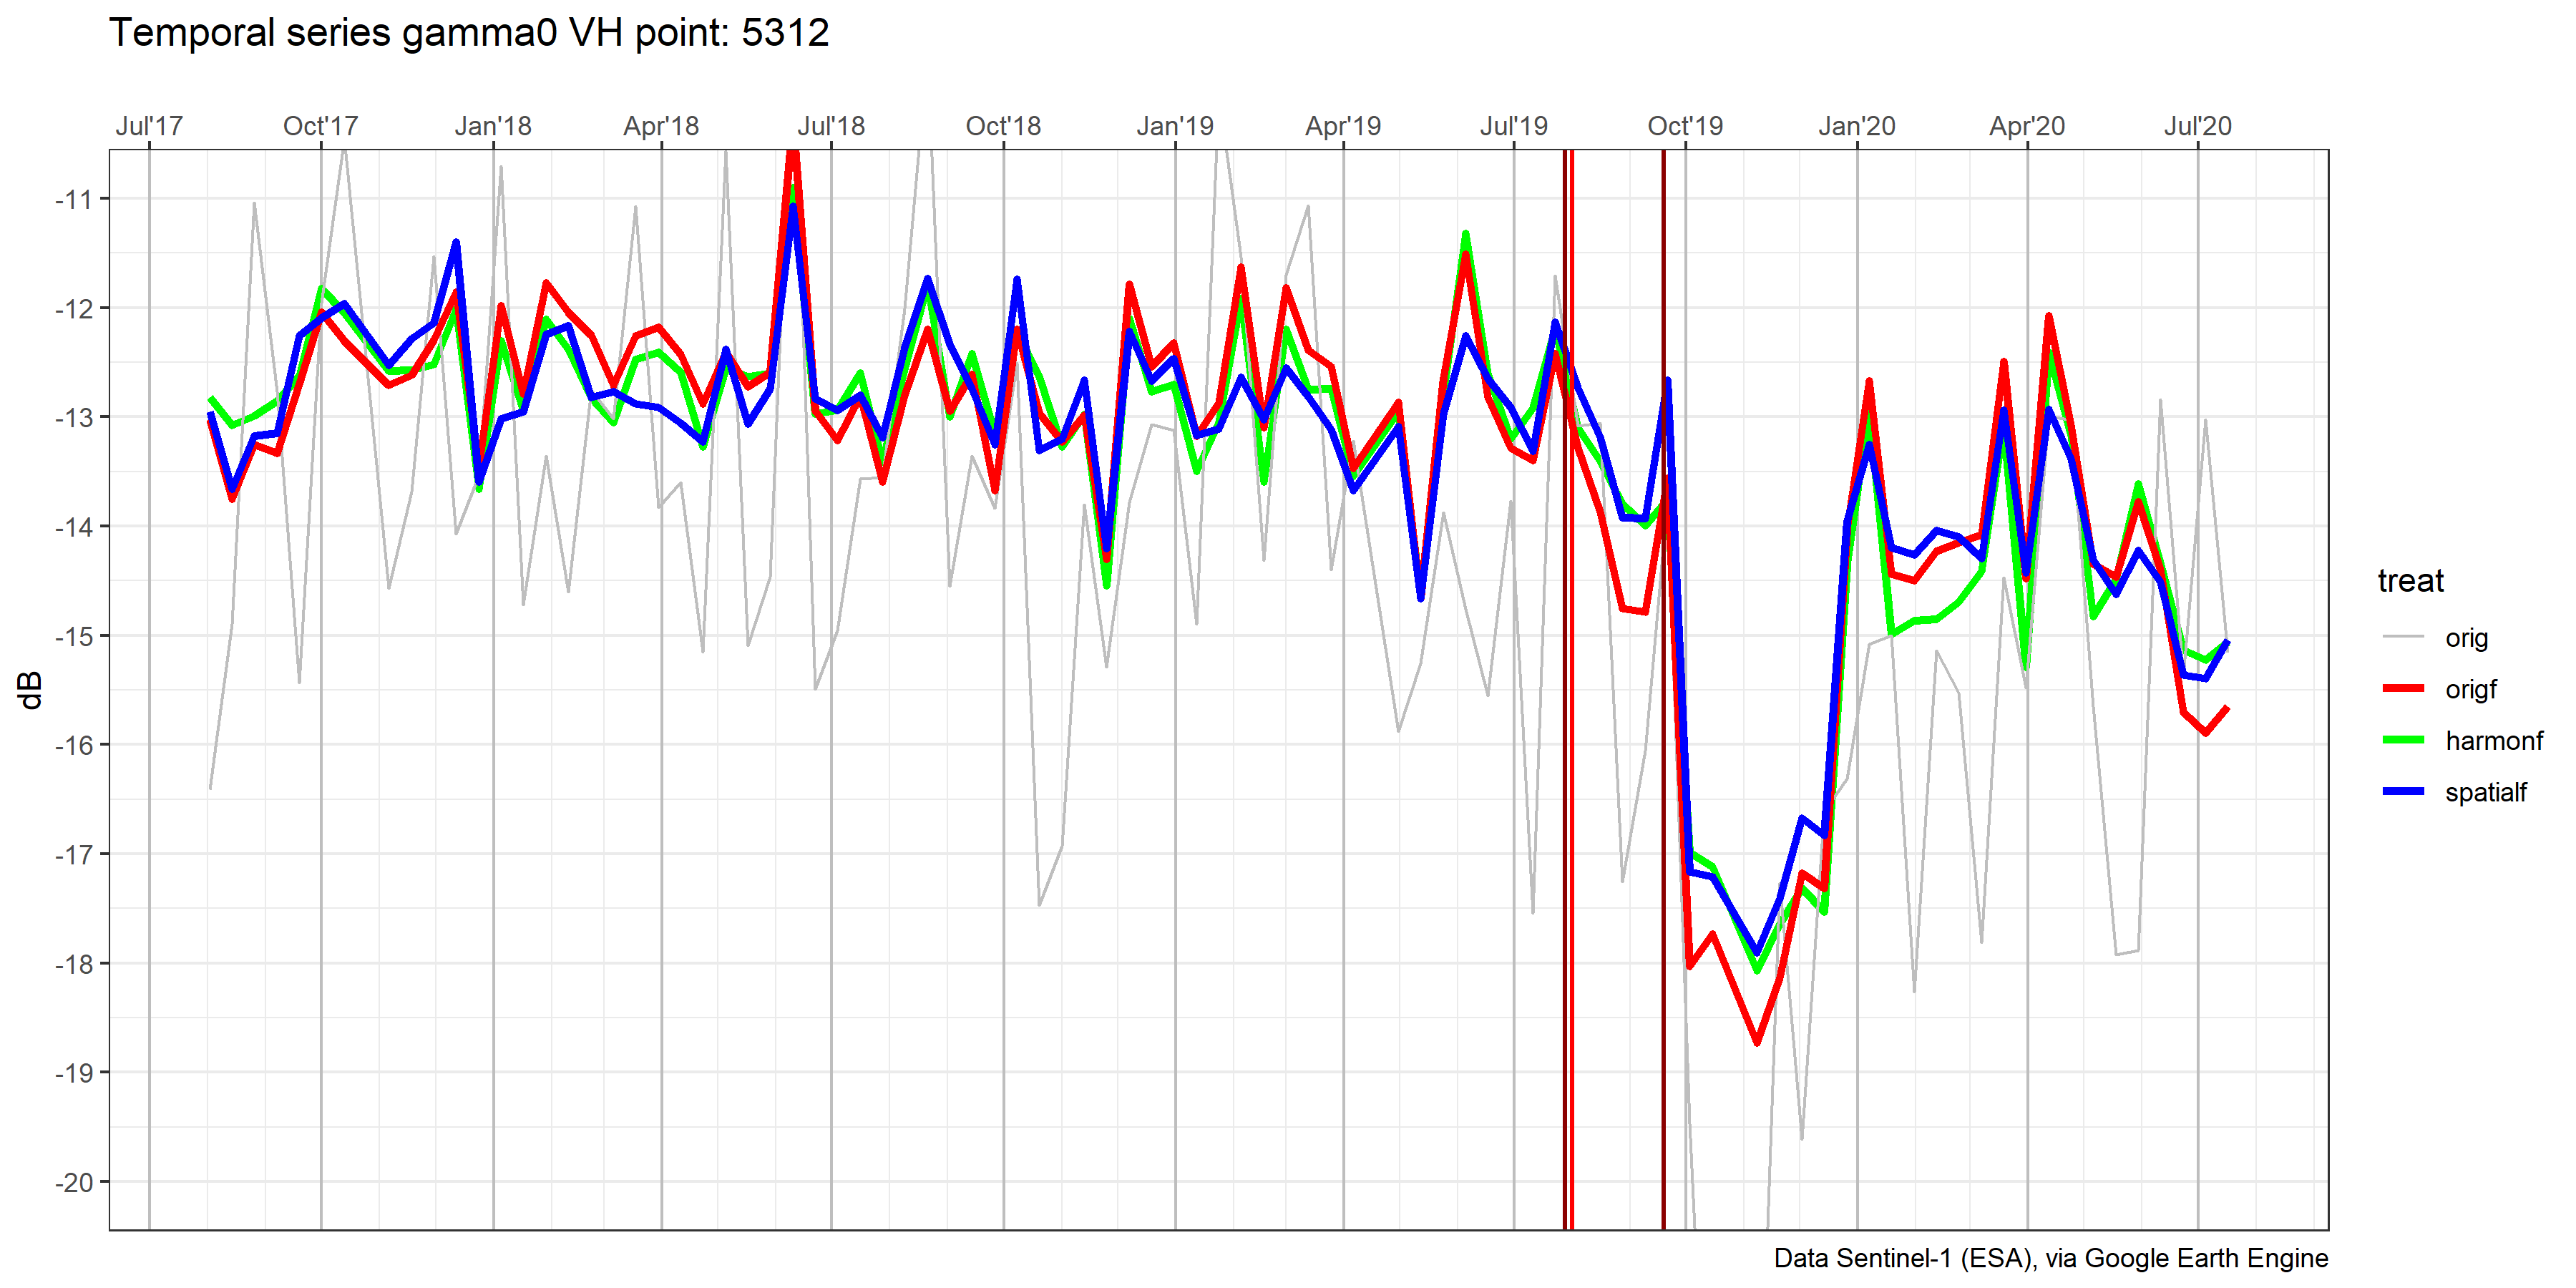 Temporal series gamma0 VH point: 5312
Jul'17 Oct'17 Jan'18 Apr'18 Jul'18 Oct'18 Jan'19 Apr'19 Jul'19 Oct'19 Jan'20 Apr'20 Jul'20
-11
-12
-13
-14
-15
-16
-17
-18
-19
-20
dB
treat
orig
origf
harmonf
spatialf
Data Sentinel-1 (ESA), via Google Earth Engine